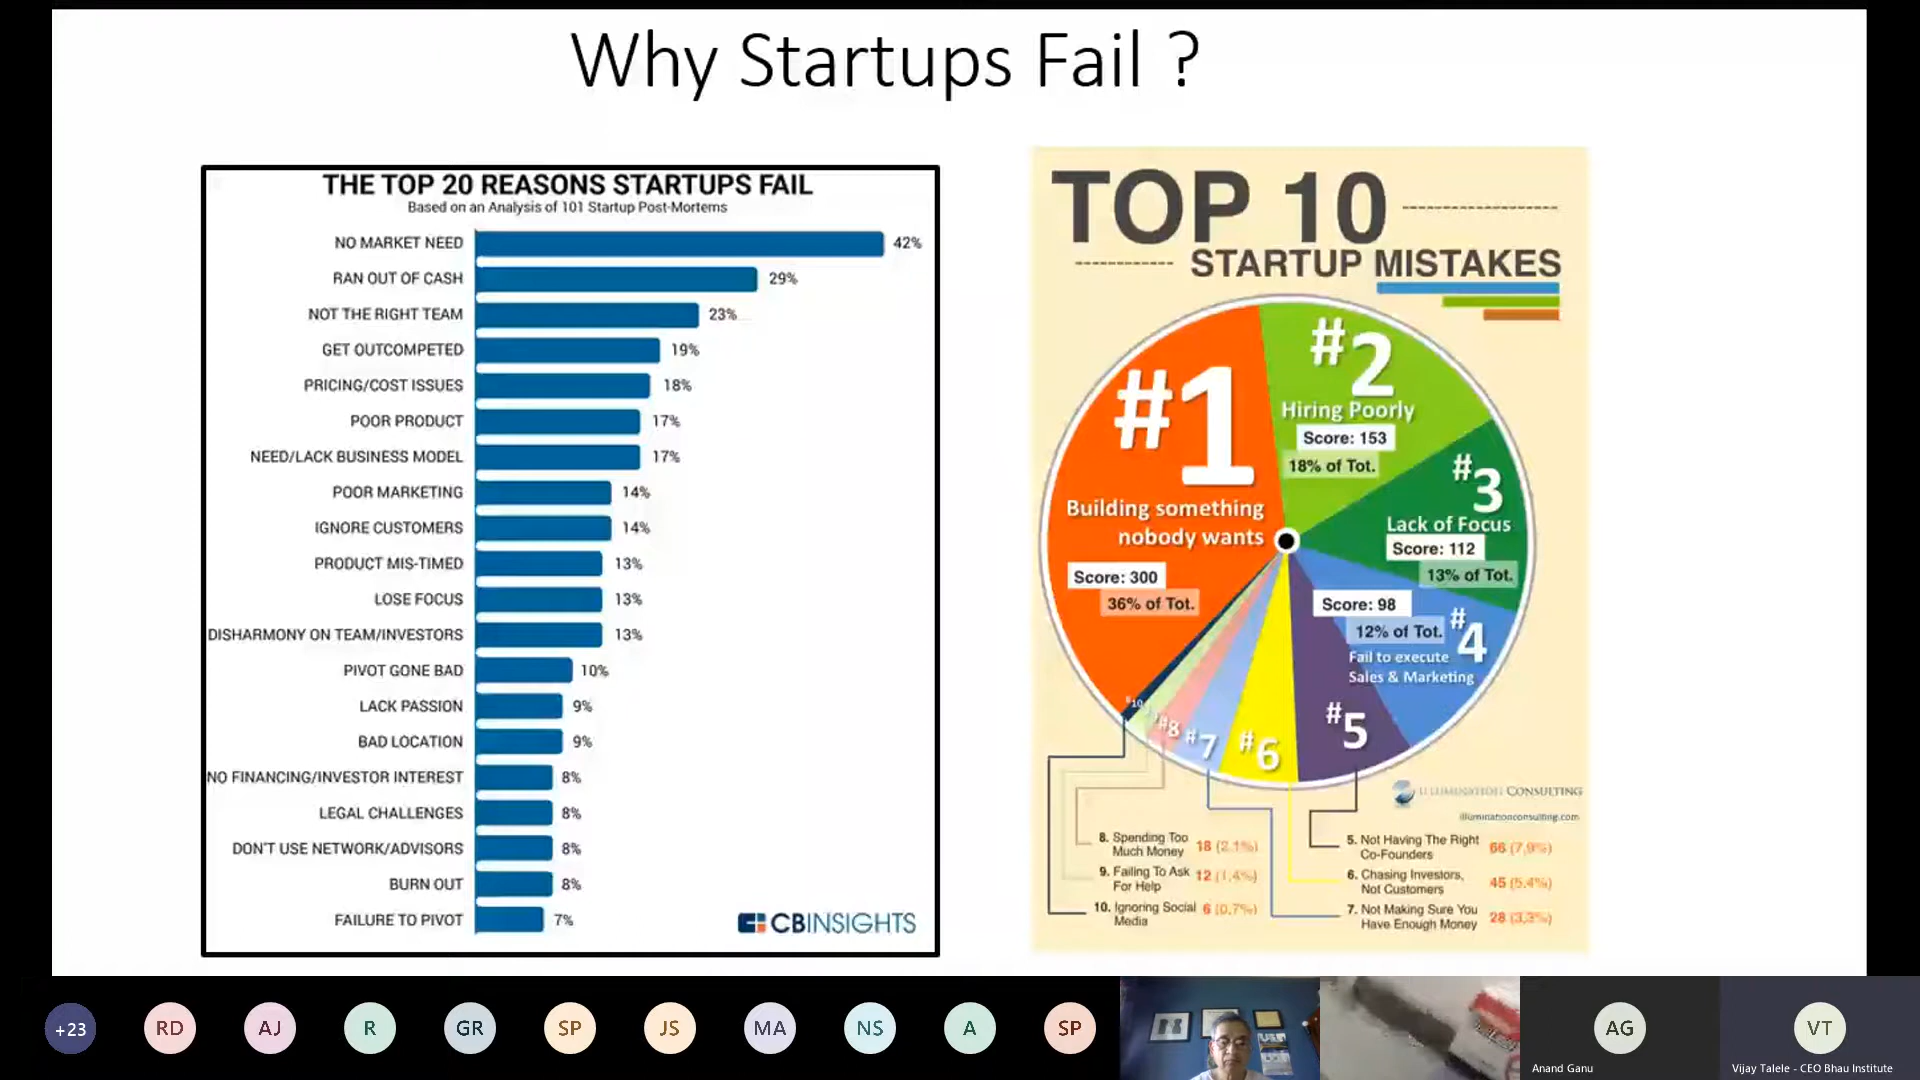 Why Startups Fail ?
THE TOP 20 REASONS STARTUPS FAIL
Based on an Analysis of 101 Startup Post-Mortems
NO MARKET NEED 42%
RAN OUT OF CASH 29%
NOT THE RIGHT TEAM 23%
GET OUTCOMPETED 19%
PRICING/COST ISSUES 18%
POOR PRODUCT 17%
NEED/LACK BUSINESS MODEL 17%
POOR MARKETING 14%
IGNORE CUSTOMERS 14%
PRODUCT MIS-TIMED 13%
LOSE FOCUS 13%
DISHARMONY ON TEAM/INVESTORS 13%
PIVOT GONE BAD 10%
LACK PASSION 9%
BAD LOCATION 9%
NO FINANCING/INVESTOR INTEREST 8%
LEGAL CHALLENGES 8%
DON'T USE NETWORK/ADVISORS 8%
BURN OUT 8%
FAILURE TO PIVOT 7%
CBINSIGHTS
TOP 10
STARTUP MISTAKES
#1
Building something
nobody wants
Score: 300
36% of Tot.
#2
Hiring Poorly
Score: 153
18% of Tot.
#3
Lack of Focus
Score: 112
13% of Tot.
Score: 98
12% of Tot.
#4
Fail to execute
Sales & Marketing
#5
#6
#7
#8
#10
ILLUMINATION CONSULTING
illuminationconsulting.com
8. Spending Too
Much Money 18 (2.1%)
9. Failing To Ask
For Help 12 (1.4%)
10. Ignoring Social
Media 6 (0.7%)
5. Not Having The Right
Co-Founders 66 (7.9%)
6. Chasing Investors,
Not Customers 45 (5.4%)
7. Not Making Sure You
Have Enough Money 28 (3.3%)
+23
RD
AJ
R
GR
SP
JS
MA
NS
A
SP
AG
Anand Ganu
VT
Vijay Talele - CEO Bhau Institute